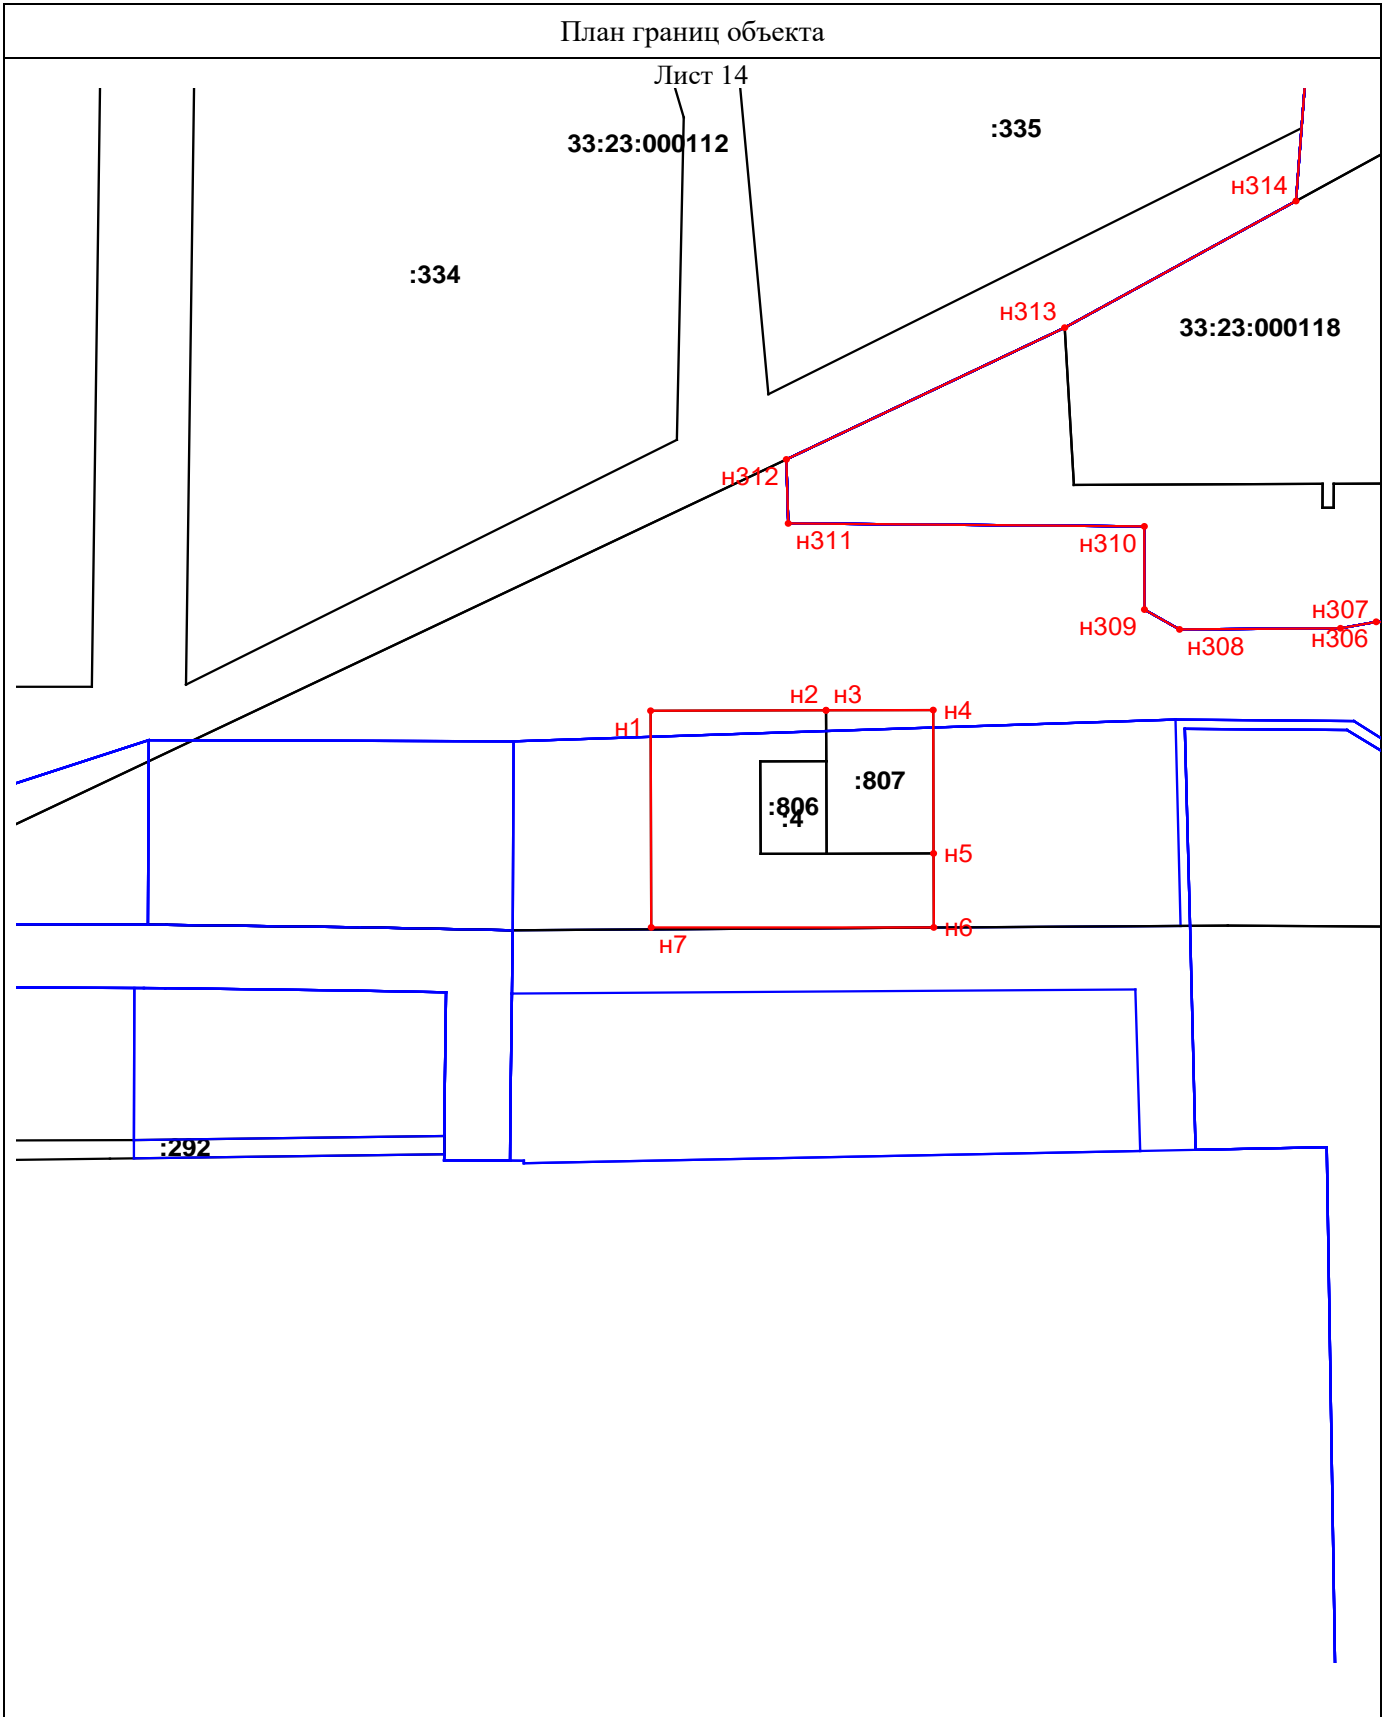 План границ объекта
Лист 14
33:23:000112
:335
н314
:334
н313
33:23:000118
н312
н311
н310
н309
н307
н306
н308
н1
н2
н3
н4
:807
:806
:4
н5
н6
н7
:292